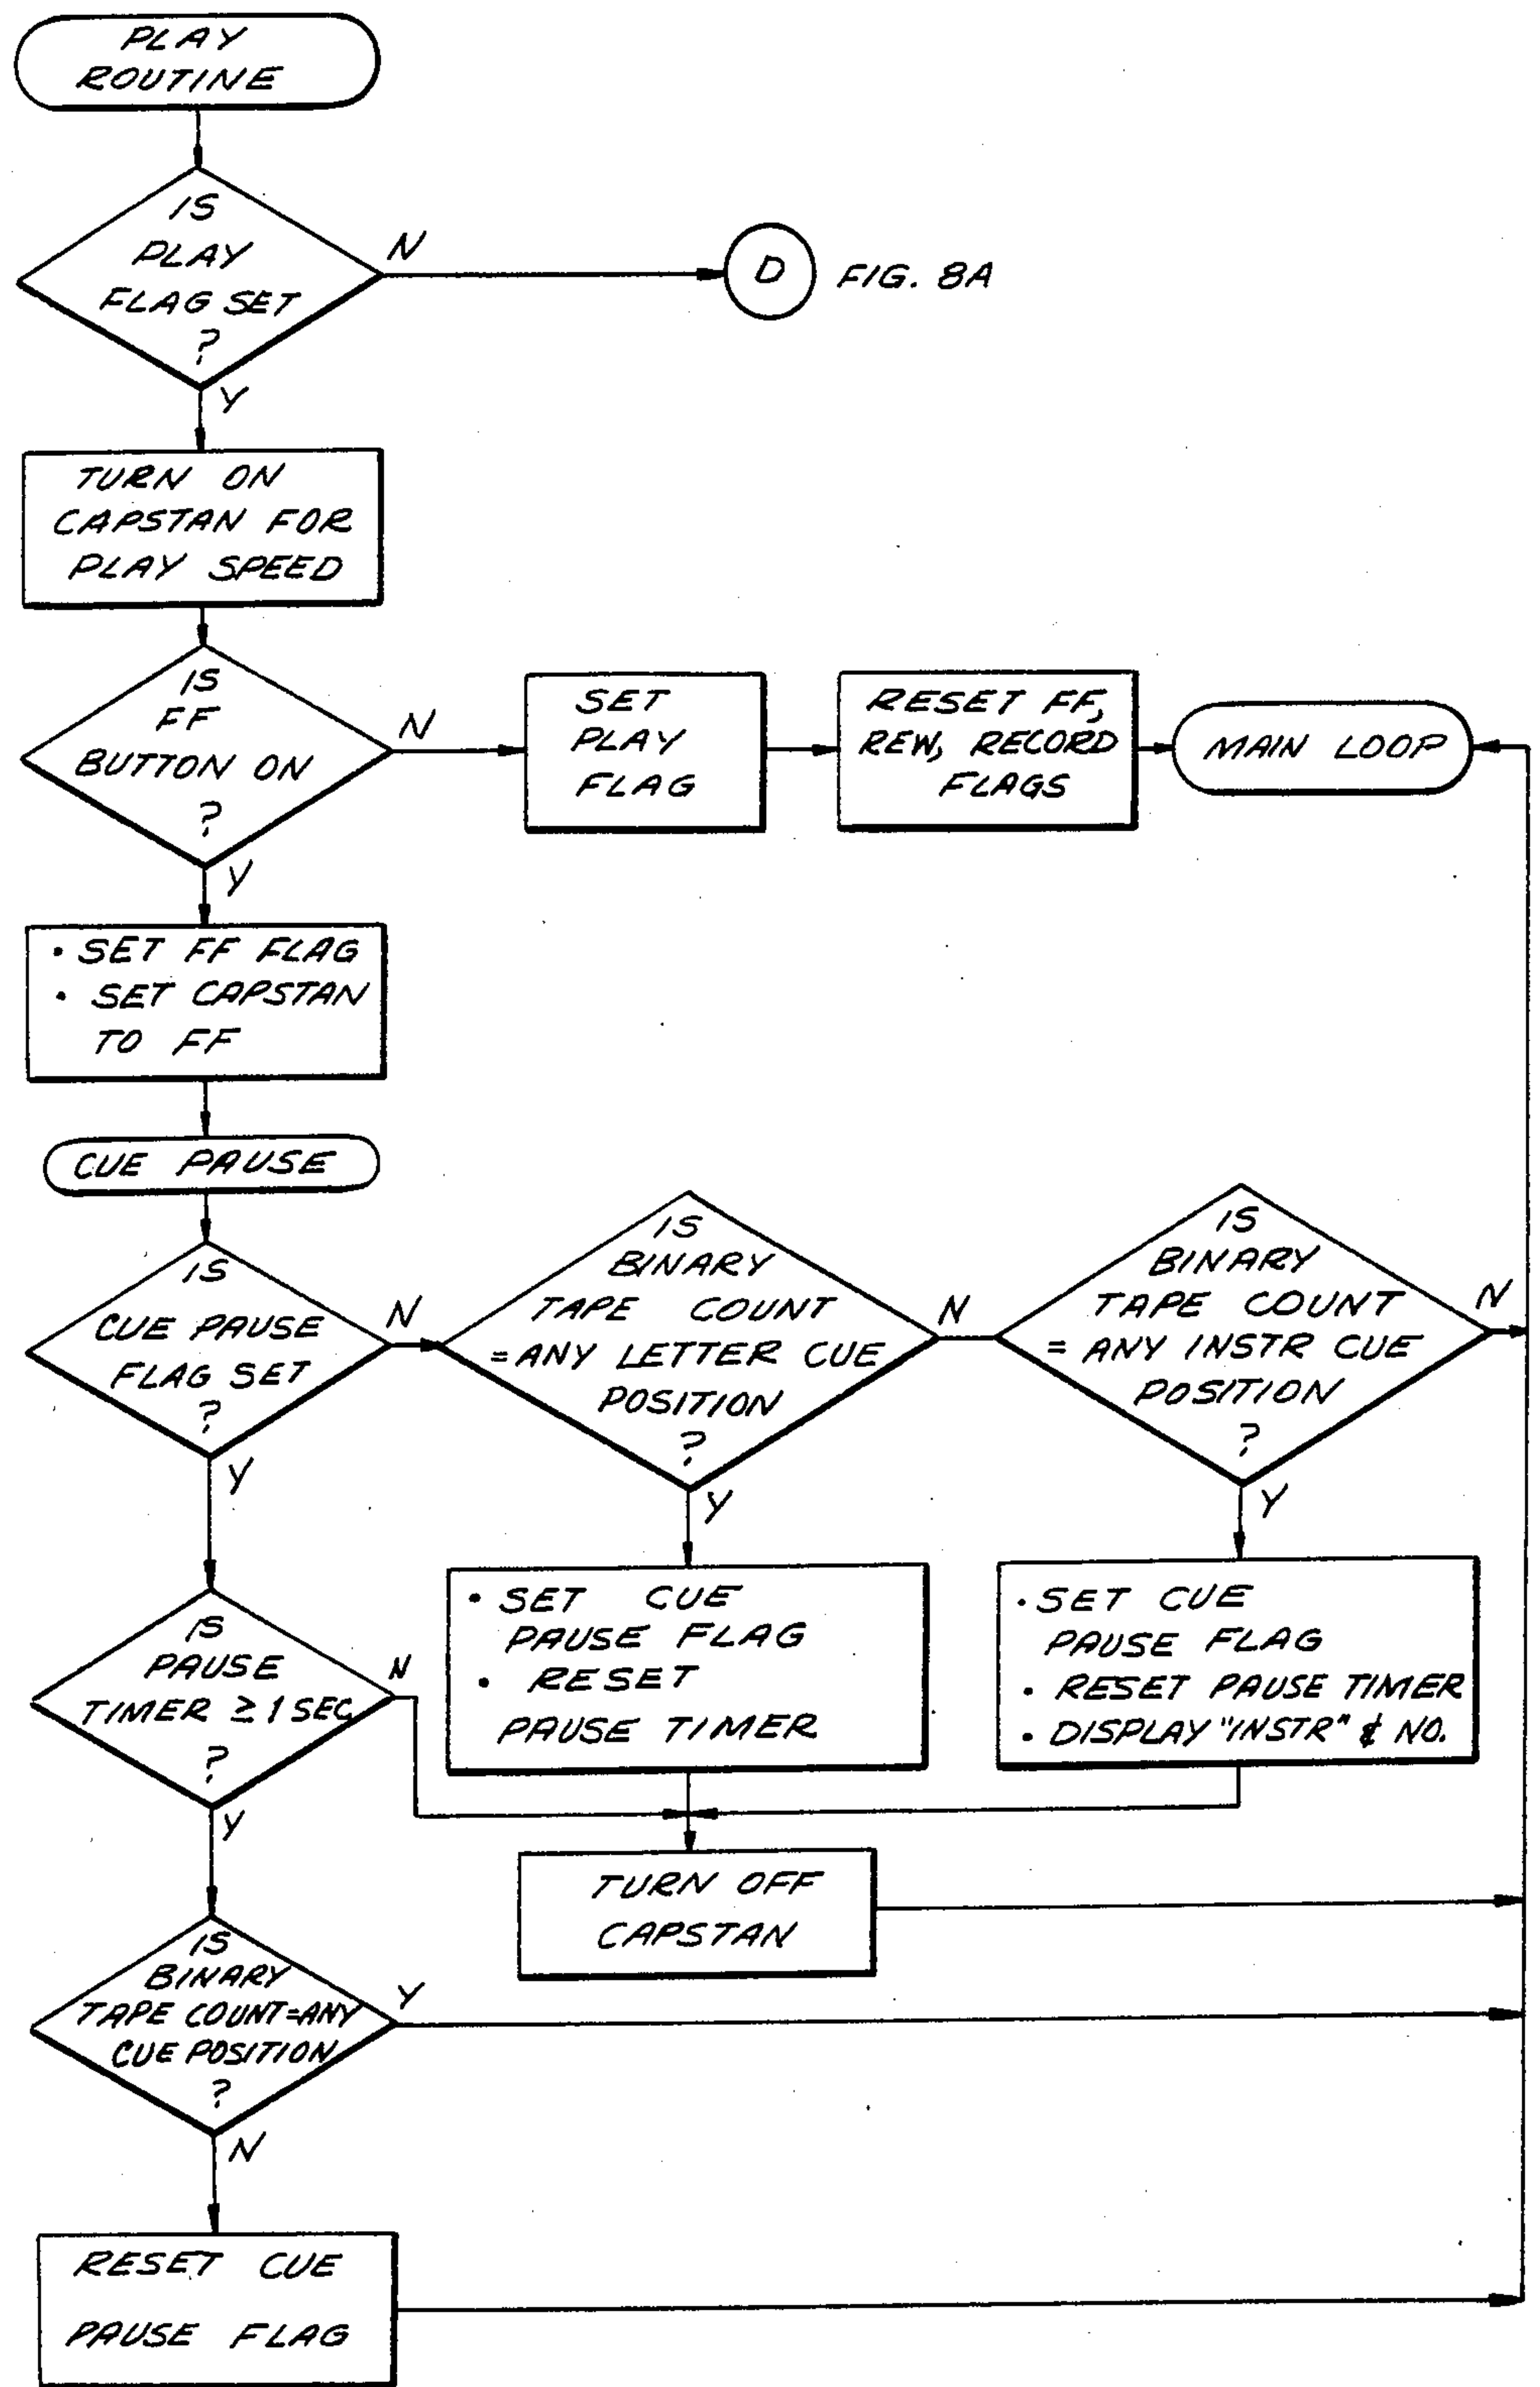 PLAY
ROUTINE
IS
PLAY
FLAG SET
?
N
D
FIG. 8A
Y
TURN ON
CAPSTAN FOR
PLAY SPEED
IS
FF
BUTTON ON
?
N
SET
PLAY
FLAG
RESET FF,
REW, RECORD
FLAGS
MAIN LOOP
Y
• SET FF FLAG
• SET CAPSTAN
TO FF
CUE PAUSE
IS
CUE PAUSE
FLAG SET
?
N
Y
IS
BINARY
TAPE COUNT
=ANY LETTER CUE
POSITION
?
N
Y
IS
BINARY
TAPE COUNT
= ANY INSTR CUE
POSITION
?
N
Y
IS
PAUSE
TIMER ≥ 1 SEC
?
N
Y
• SET CUE
PAUSE FLAG
• RESET
PAUSE TIMER
• SET CUE
PAUSE FLAG
• RESET PAUSE TIMER
• DISPLAY "INSTR" & NO.
TURN OFF
CAPSTAN
IS
BINARY
TAPE COUNT=ANY
CUE POSITION
?
Y
N
RESET CUE
PAUSE FLAG